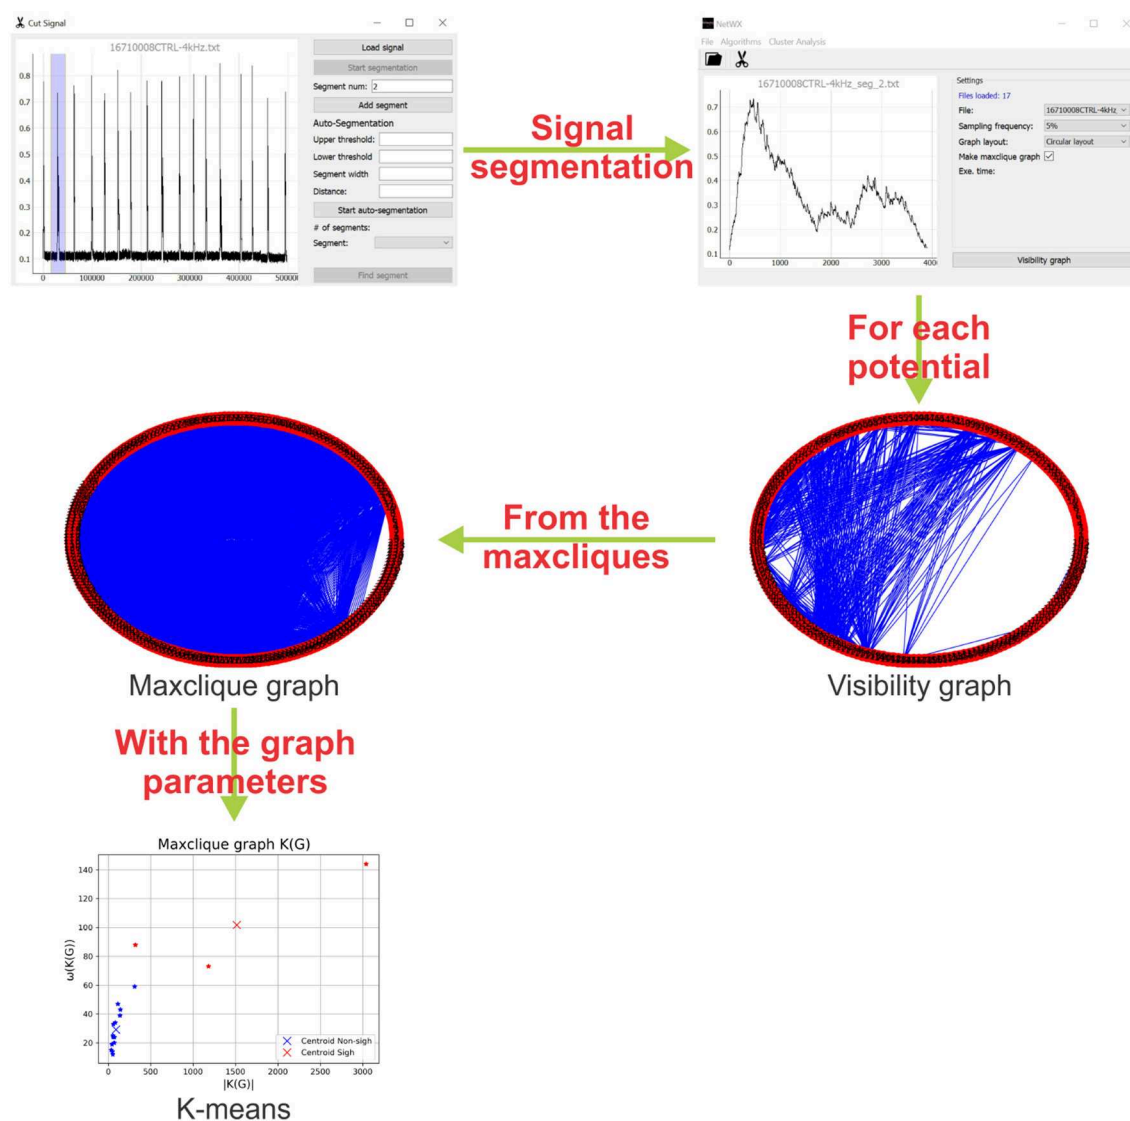 Cut Signal
16710008CTRL-4kHz.txt
0.8
0.7
0.6
0.5
0.4
0.3
0.2
0.1
0
100000
200000
300000
400000
50000(
Load signal
Start segmentation
Segment num: 2
Add segment
Auto-Segmentation
Upper threshold:
Lower threshold
Segment width
Distance:
Start auto-segmentation
# of segments:
Segment:
Find segment
Signal
segmentation
NetWX
File Algorithms Cluster Analysis
16710008CTRL-4kHz_seg_2.txt
0.7
0.6
0.5
0.4
0.3
0.2
0.1
0
1000
2000
3000
400
Settings
Files loaded: 17
File: 16710008CTRL-4kHz
Sampling frequency: 5%
Graph layout: Circular layout
Make maxclique graph
Exe. time:
Visibility graph
For each
potential
From the
maxcliques
Maxclique graph
Visibility graph
With the graph
parameters
Maxclique graph K(G)
140
120
100
80
60
40
20
ω(K(G))
0
500
1000
1500
2000
2500
3000
|K(G)|
Centroid Non-sigh
Centroid Sigh
K-means